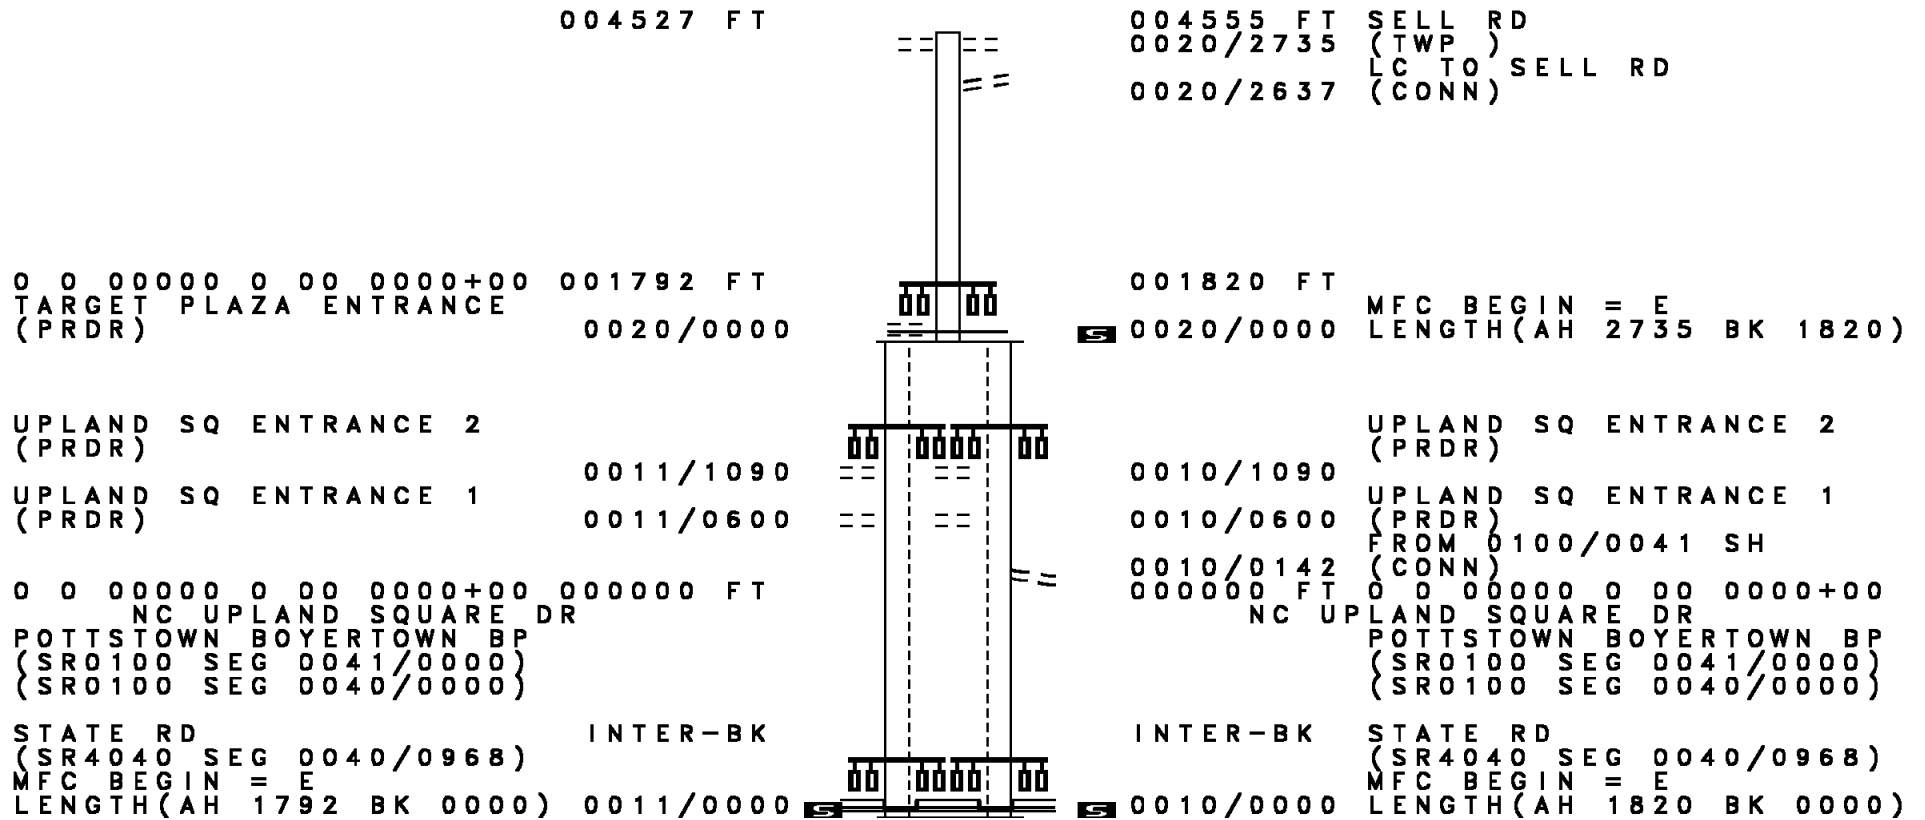 004527 FT 004555 FT SELL RD
0020/2735 (TWP )
LC TO SELL RD
0020/2637 (CONN)
0 0 00000 0 00 0000+00 001792 FT 001820 FT
TARGET PLAZA ENTRANCE MFC BEGIN = E
(PRDR) 0020/0000 S 0020/0000 LENGTH(AH 2735 BK 1820)
UPLAND SQ ENTRANCE 2 UPLAND SQ ENTRANCE 2
(PRDR) (PRDR)
0011/1090 0010/1090
UPLAND SQ ENTRANCE 1 UPLAND SQ ENTRANCE 1
(PRDR) 0011/0600 0010/0600 (PRDR)
FROM 0100/0041 SH
0010/0142 (CONN)
0 0 00000 0 00 0000+00 000000 FT 000000 FT 0 0 00000 0 00 0000+00
NC UPLAND SQUARE DR NC UPLAND SQUARE DR
POTTSTOWN BOYERTOWN BP POTTSTOWN BOYERTOWN BP
(SR0100 SEG 0041/0000) (SR0100 SEG 0041/0000)
(SR0100 SEG 0040/0000) (SR0100 SEG 0040/0000)
STATE RD INTER-BK INTER-BK STATE RD
(SR4040 SEG 0040/0968) (SR4040 SEG 0040/0968)
MFC BEGIN = E MFC BEGIN = E
LENGTH(AH 1792 BK 0000) 0011/0000 S S 0010/0000 LENGTH(AH 1820 BK 0000)